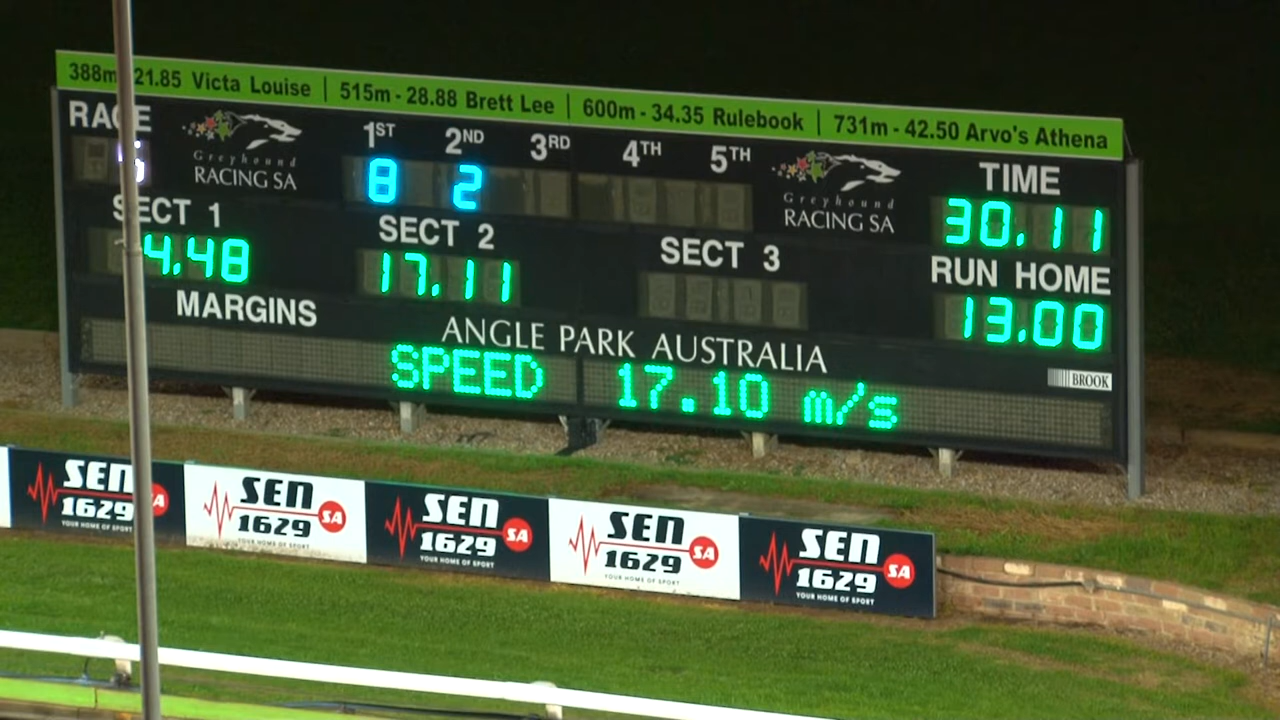 388m 21.85 Victa Louise | 515m - 28.88 Brett Lee | 600m - 34.35 Rulebook | 731m - 42.50 Arvo's Athena
RACE
Greyhound
RACING SA
1ST 2ND 3RD 4TH 5TH
8 2
Greyhound
RACING SA
TIME
30.11
SECT 1
4.48
SECT 2
17.11
SECT 3
RUN HOME
13.00
MARGINS
ANGLE PARK AUSTRALIA
BROOK
SPEED 17.10 m/s
SEN
1629
YOUR HOME OF SPORT
SEN
1629 SA
YOUR HOME OF SPORT
SEN
1629 SA
YOUR HOME OF SPORT
SEN
1629 SA
YOUR HOME OF SPORT
SEN
1629 SA
YOUR HOME OF SPORT